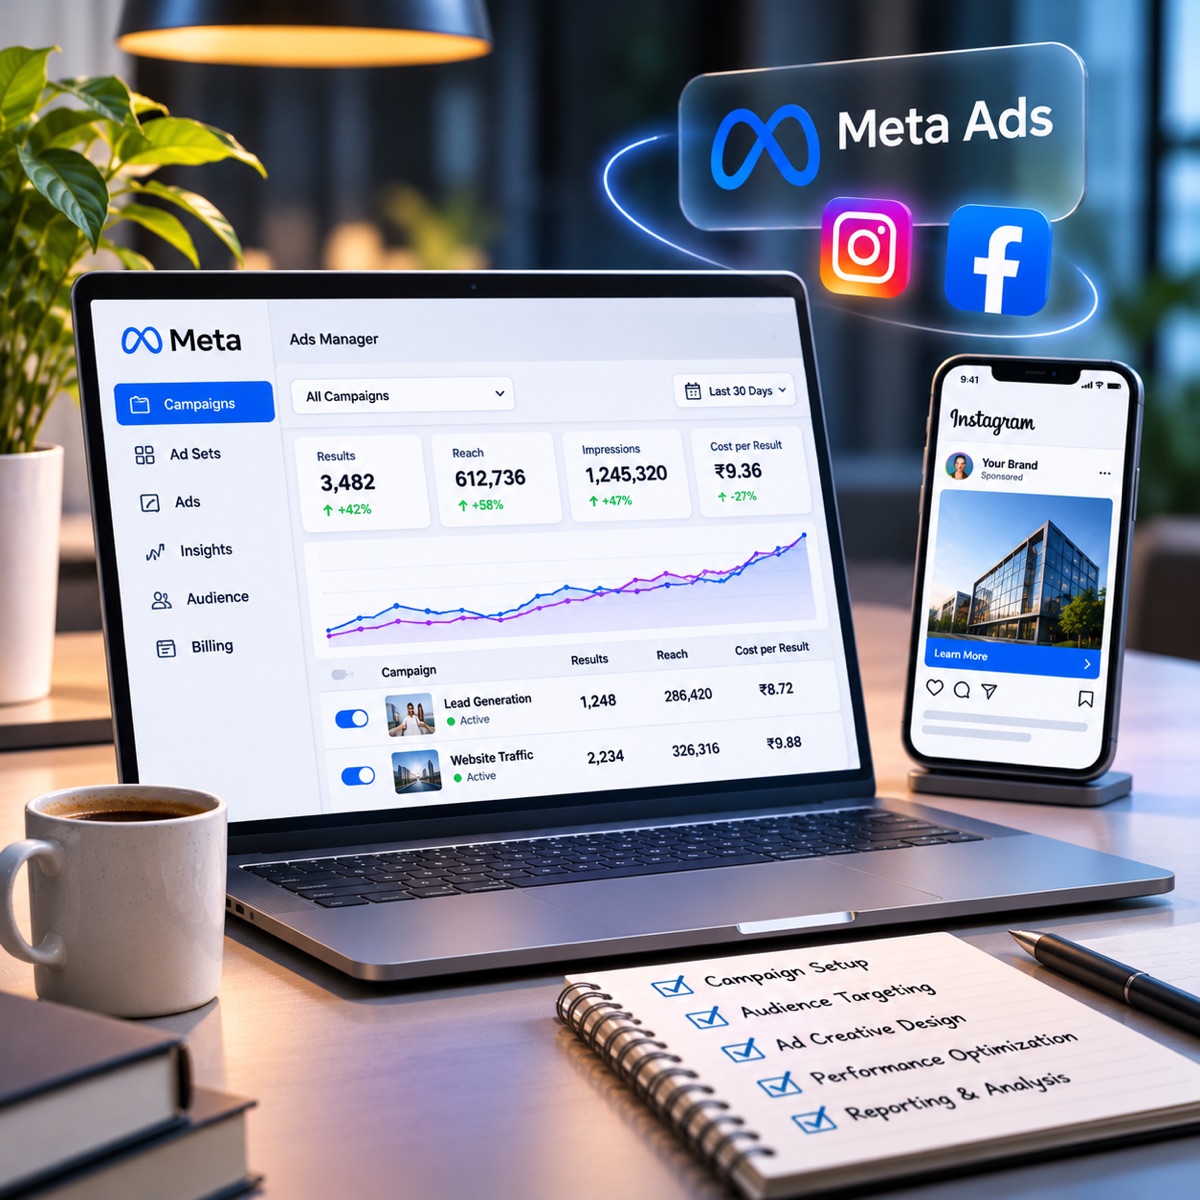 Meta Ads
Meta
Ads Manager
Campaigns
Ad Sets
Ads
Insights
Audience
Billing
All Campaigns
Last 30 Days
Results
3,482
↑ +42%
Reach
612,736
↑ +58%
Impressions
1,245,320
↑ +47%
Cost per Result
₹9.36
↑ -27%
Campaign Results Reach Cost per Result
Lead Generation 1,248 286,420 ₹8.72
Active
Website Traffic 2,234 326,316 ₹9.88
Active
9:41
Instagram
Your Brand
Sponsored
Learn More
Campaign Setup
Audience Targeting
Ad Creative Design
Performance Optimization
Reporting & Analysis